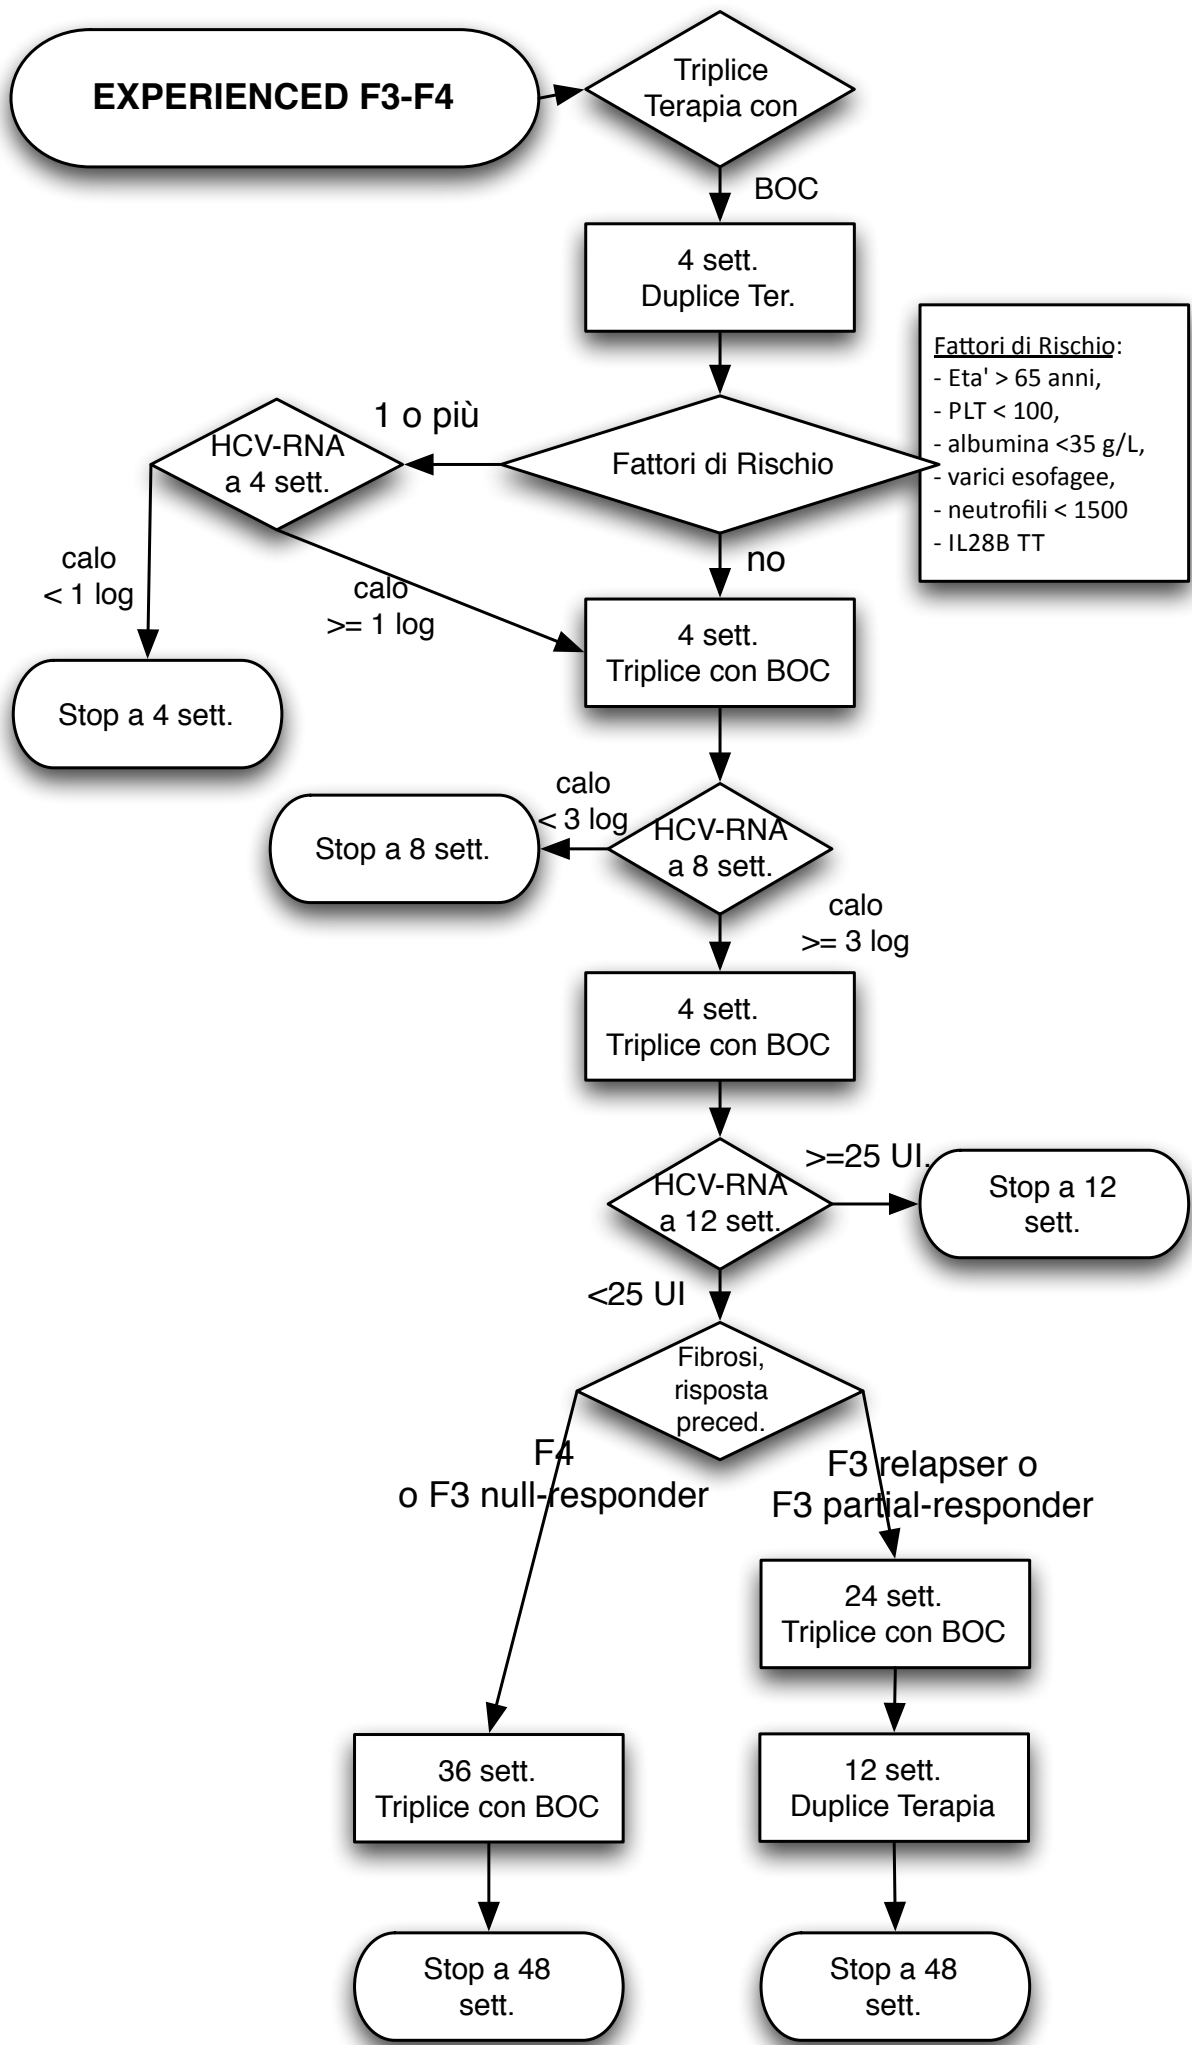 EXPERIENCED F3-F4
Triplice
Terapia con
BOC
4 sett.
Duplice Ter.
Fattori di Rischio:
- Eta' > 65 anni,
- PLT < 100,
- albumina <35 g/L,
- varici esofagee,
- neutrofili < 1500
- IL28B TT
Fattori di Rischio
1 o più
HCV-RNA
a 4 sett.
no
calo
< 1 log
calo
>= 1 log
Stop a 4 sett.
4 sett.
Triplice con BOC
HCV-RNA
a 8 sett.
calo
< 3 log
Stop a 8 sett.
calo
>= 3 log
4 sett.
Triplice con BOC
HCV-RNA
a 12 sett.
>=25 UI.
Stop a 12
sett.
<25 UI
Fibrosi,
risposta
preced.
F4
o F3 null-responder
F3 relapser o
F3 partial-responder
24 sett.
Triplice con BOC
36 sett.
Triplice con BOC
12 sett.
Duplice Terapia
Stop a 48
sett.
Stop a 48
sett.